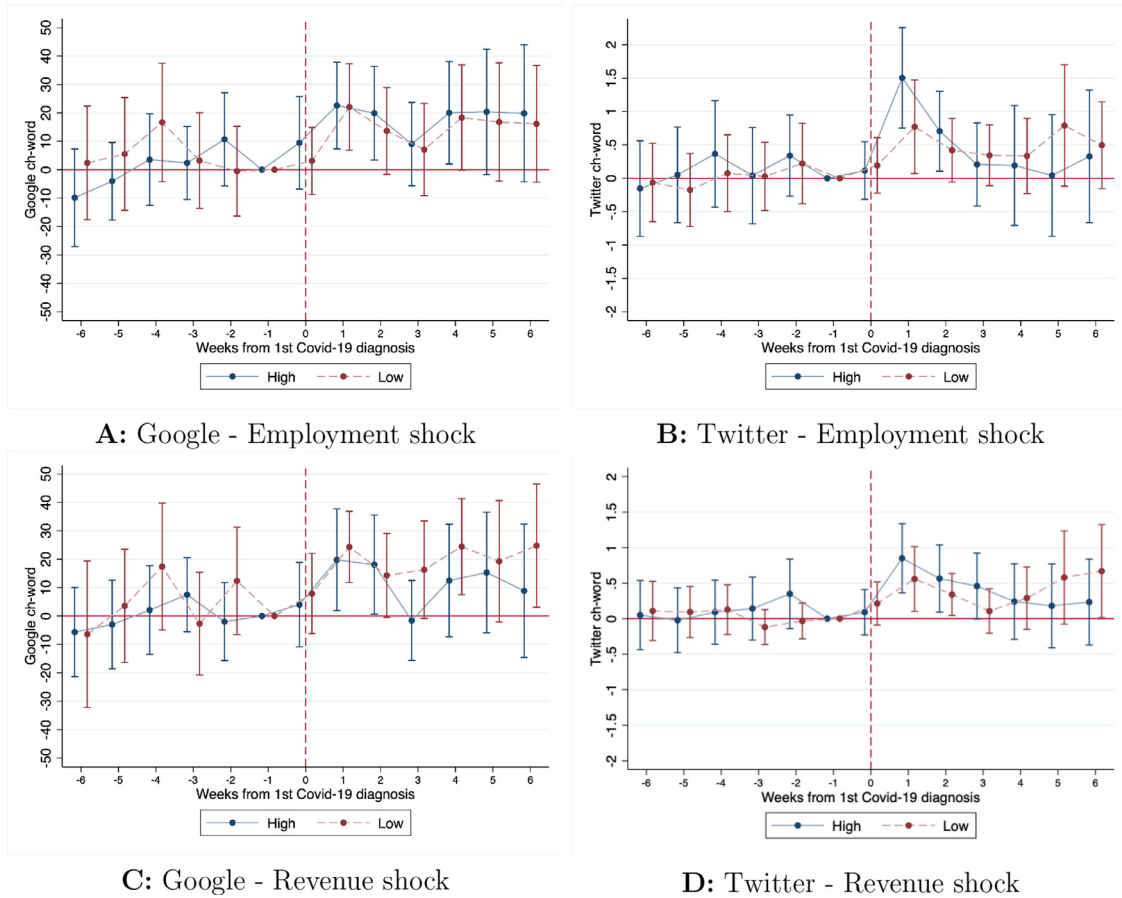 50
40
30
20
10
0
-10
-20
-30
-40
-50
Google ch-word
-6 -5 -4 -3 -2 -1 0 1 2 3 4 5 6
Weeks from 1st Covid-19 diagnosis
High Low
A: Google - Employment shock
2
1.5
1
.5
0
-.5
-1
-1.5
-2
Twitter ch-word
-6 -5 -4 -3 -2 -1 0 1 2 3 4 5 6
Weeks from 1st Covid-19 diagnosis
High Low
B: Twitter - Employment shock
50
40
30
20
10
0
-10
-20
-30
-40
-50
Google ch-word
-6 -5 -4 -3 -2 -1 0 1 2 3 4 5 6
Weeks from 1st Covid-19 diagnosis
High Low
C: Google - Revenue shock
2
1.5
1
.5
0
-.5
-1
-1.5
-2
Twitter ch-word
-6 -5 -4 -3 -2 -1 0 1 2 3 4 5 6
Weeks from 1st Covid-19 diagnosis
High Low
D: Twitter - Revenue shock